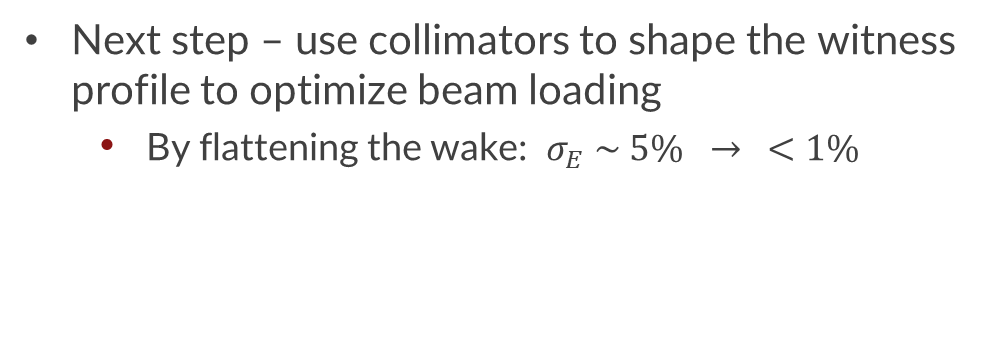 • Next step – use collimators to shape the witness
profile to optimize beam loading
• By flattening the wake: σ_E ~ 5% → < 1%